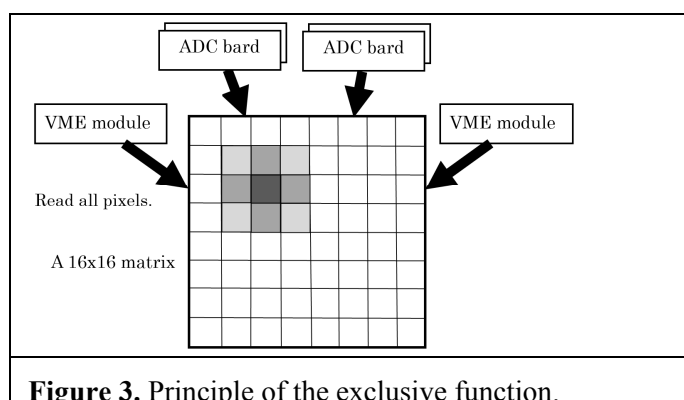 ADC bard
ADC bard
VME module
VME module
Read all pixels.
A 16x16 matrix
Figure 3. Principle of the exclusive function.